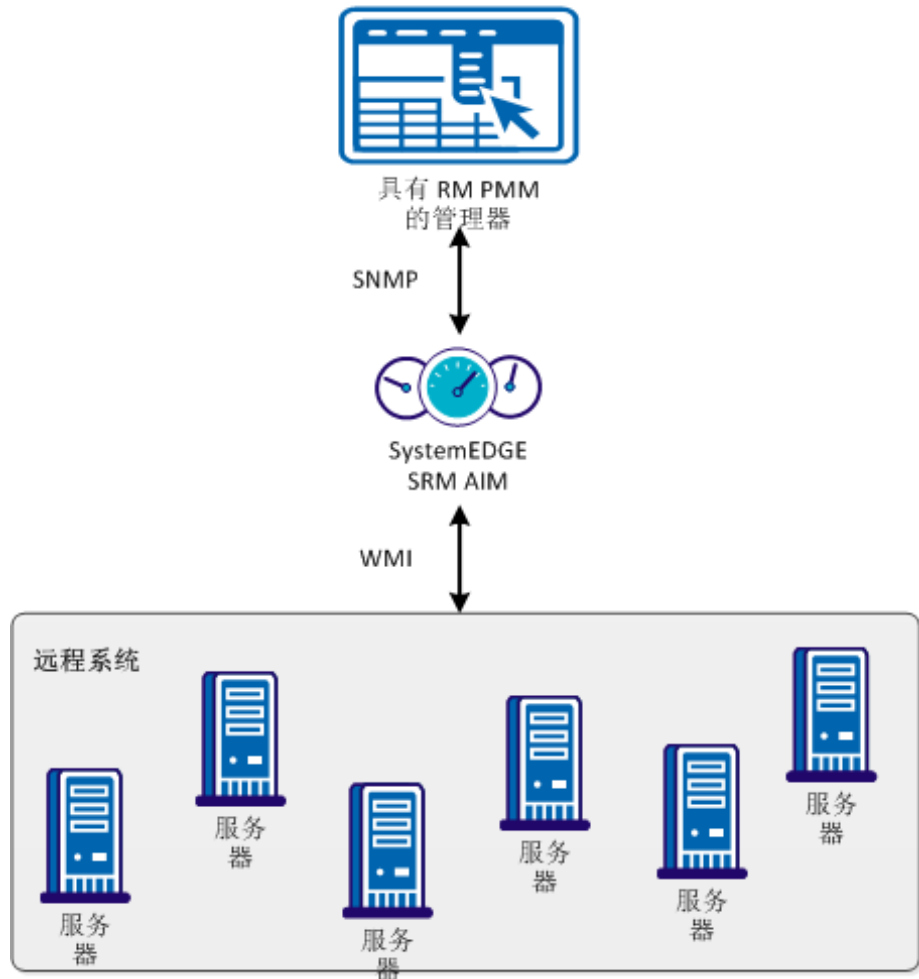 具有 RM PMM
的管理器
SNMP
SystemEDGE
SRM AIM
WMI
远程系统
服务
器
服务
器
服务
器
服务
器
服务
器
服务
器